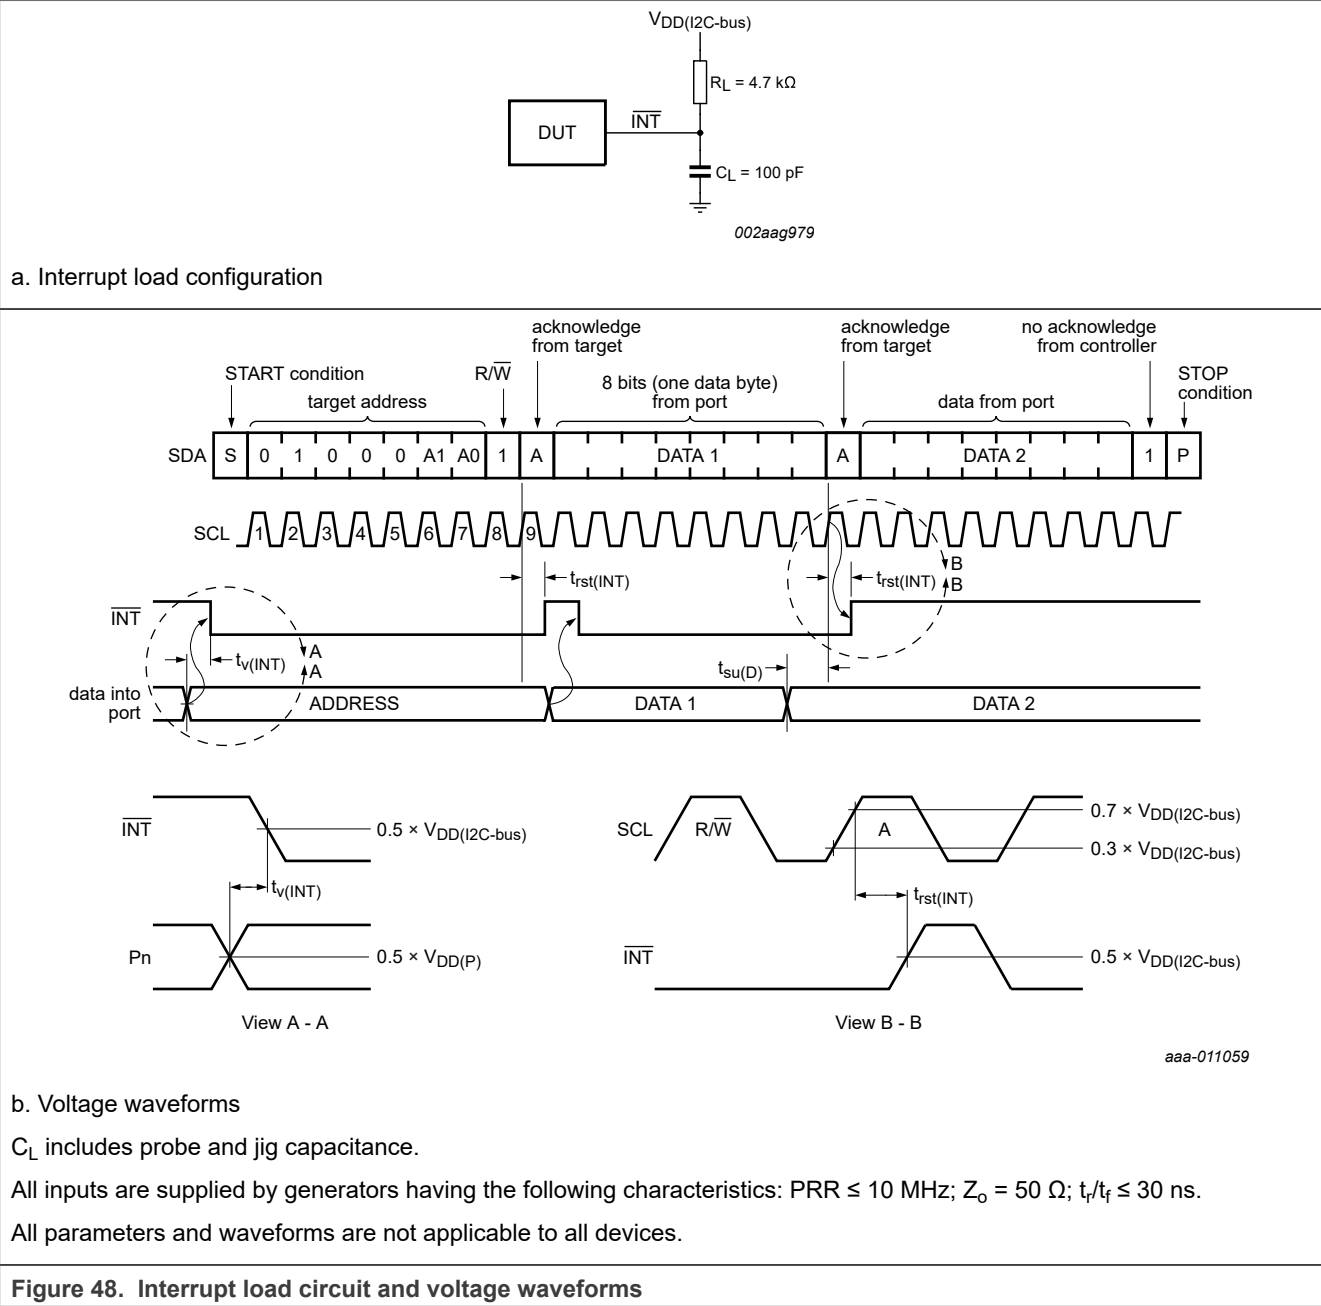 VDD(I2C-bus)
RL = 4.7 kΩ
DUT
INT
CL = 100 pF
002aag979
a. Interrupt load configuration
acknowledge
from target
acknowledge
from target
no acknowledge
from controller
START condition
R/W
8 bits (one data byte)
from port
STOP
condition
target address
data from port
SDA S 0 1 0 0 0 A1 A0 1 A DATA 1 A DATA 2 1 P
SCL 1 2 3 4 5 6 7 8 9
B
trst(INT)
trst(INT)
B
INT
A
tv(INT)
A
tsu(D)
data into
port
ADDRESS
DATA 1
DATA 2
INT
0.5 × VDD(I2C-bus)
tv(INT)
Pn
0.5 × VDD(P)
View A - A
SCL
R/W
A
0.7 × VDD(I2C-bus)
0.3 × VDD(I2C-bus)
trst(INT)
INT
0.5 × VDD(I2C-bus)
View B - B
aaa-011059
b. Voltage waveforms
CL includes probe and jig capacitance.
All inputs are supplied by generators having the following characteristics: PRR ≤ 10 MHz; Zo = 50 Ω; tr/tf ≤ 30 ns.
All parameters and waveforms are not applicable to all devices.
Figure 48. Interrupt load circuit and voltage waveforms